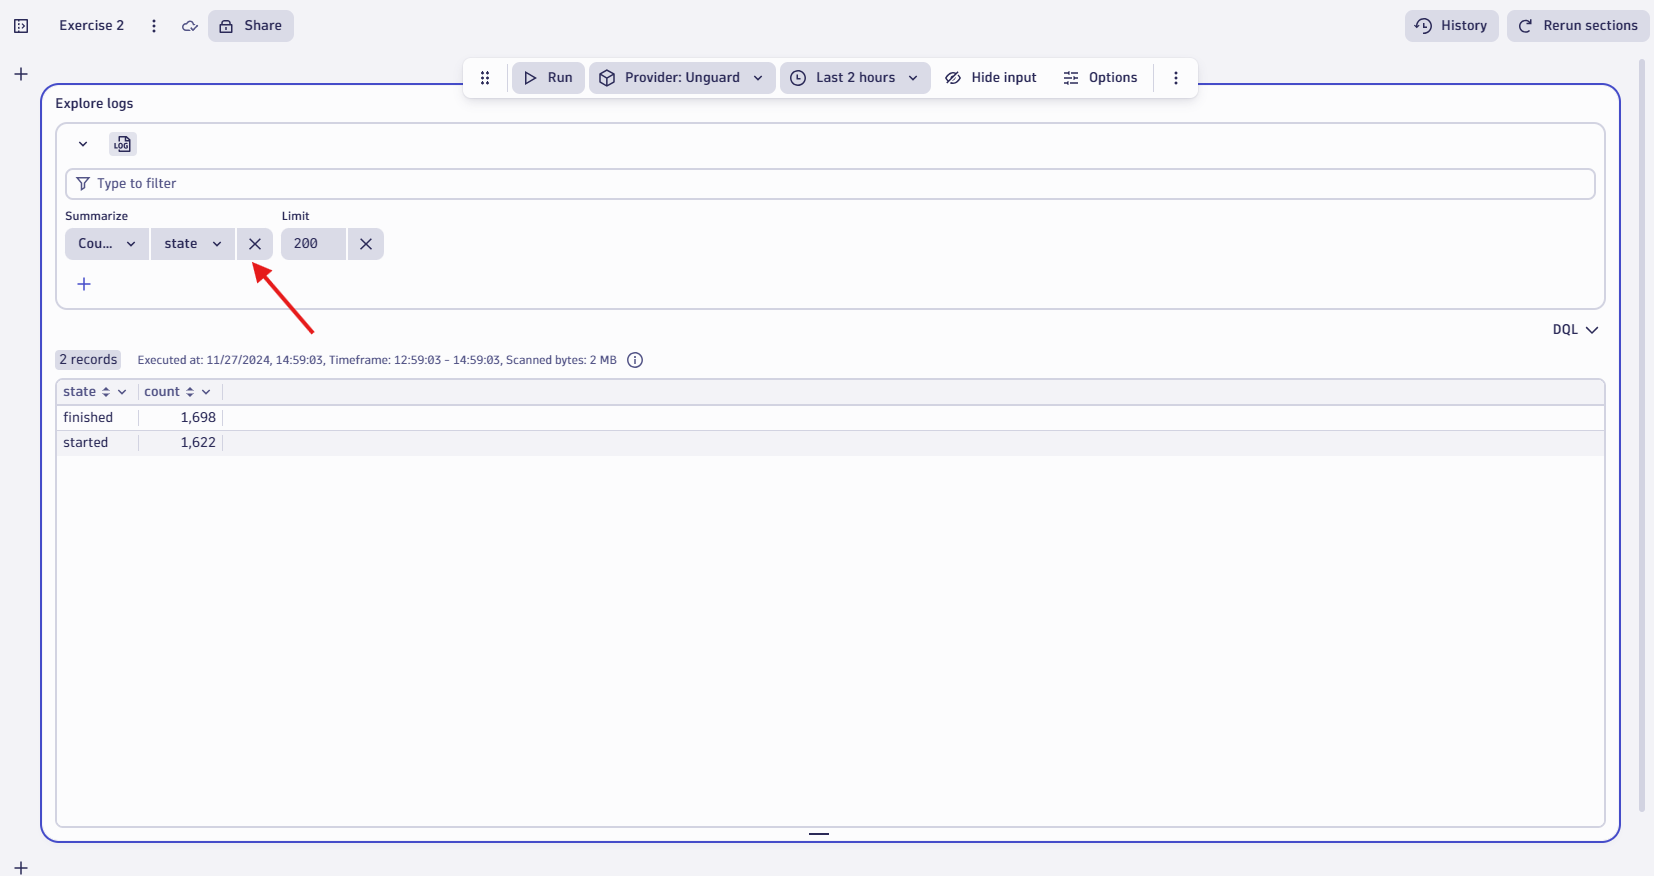 Exercise 2
Share
History
Rerun sections
Run
Provider: Unguard
Last 2 hours
Hide input
Options
Explore logs
LOG
Type to filter
Summarize
Limit
Cou...
state
200
DQL
2 records
Executed at: 11/27/2024, 14:59:03, Timeframe: 12:59:03 - 14:59:03, Scanned bytes: 2 MB
state count
finished 1,698
started 1,622